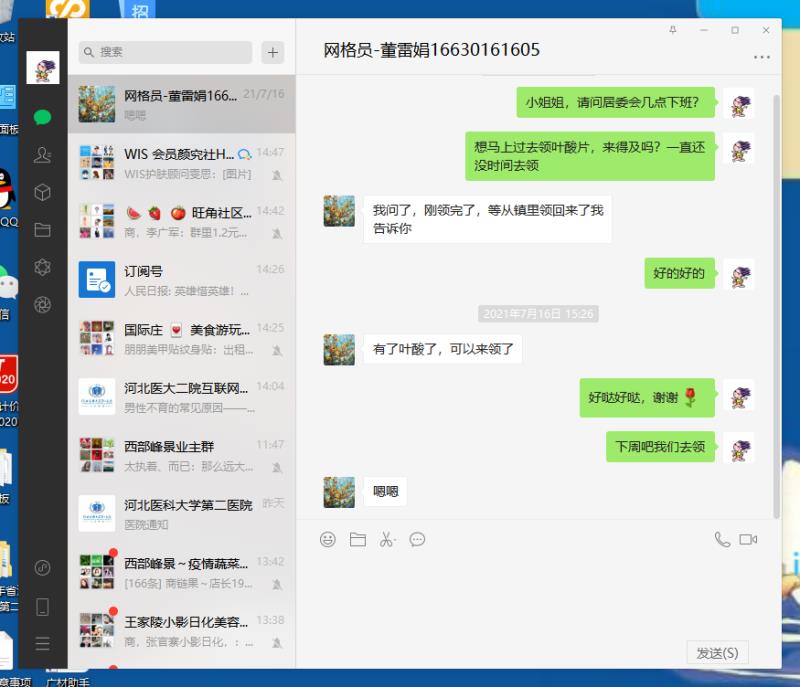 招
搜索
网格员-董雷娟166... 21/7/16
嗯嗯
WIS 会员颜究社H... 14:47
WIS护肤顾问雯思: [图片]
🍉 🍓 🍅 旺角社区... 14:42
商，李广军：群里1.2元...
订阅号 14:26
人民日报: 英雄惜英雄！...
国际庄 💌 美食游玩... 14:25
朋朋美甲贴纹身贴：出租...
河北医大二院互联网... 14:04
男性不育的常见原因——...
西部峰景业主群 11:47
太执着、而已：那么远大...
河北医科大学第二医院 昨天
医院通知
西部峰景～疫情蔬菜... 13:42
[166条] 商链果～店长19...
王家陵小影日化美容... 13:38
商，张官寨小影日化，：...
网格员-董雷娟16630161605
小姐姐，请问居委会几点下班？
想马上过去领叶酸片，来得及吗？一直还
没时间去领
我问了，刚领完了，等从镇里领回来了我
告诉你
好的好的
2021年7月16日 15:26
有了叶酸了，可以来领了
好哒好哒，谢谢🌹
下周吧我们去领
嗯嗯
发送(S)
QQ
2020
广材助手